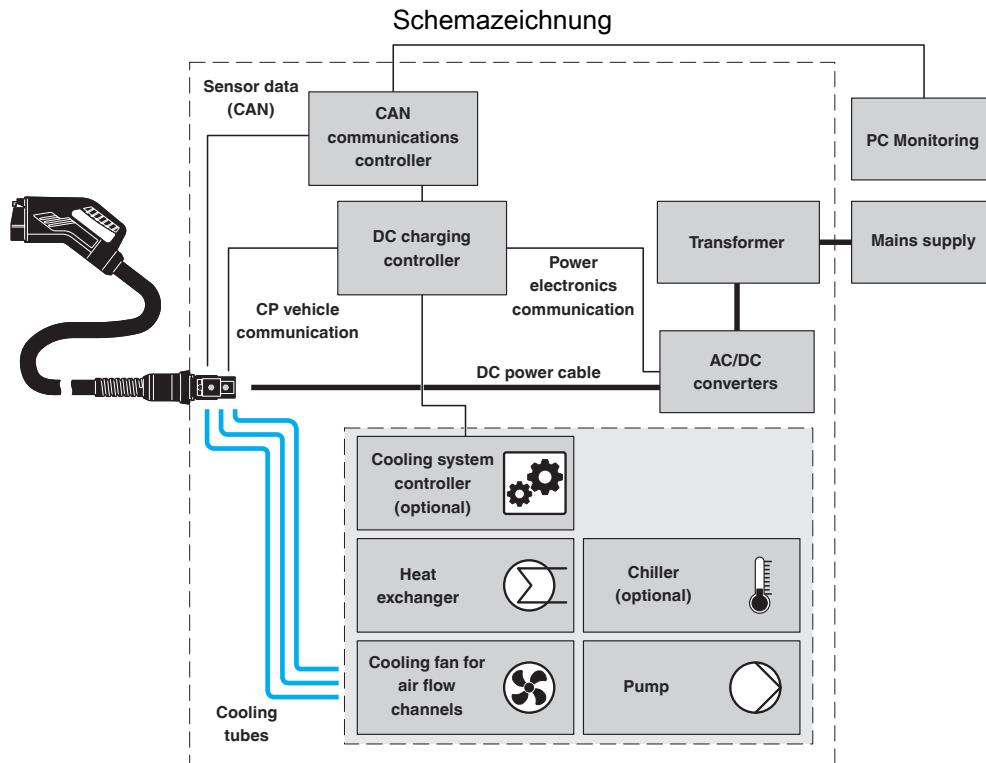 Schemazeichnung
Sensor data
(CAN)
CAN
communications
controller
PC Monitoring
DC charging
controller
Transformer
Mains supply
Power
electronics
communication
CP vehicle
communication
AC/DC
converters
DC power cable
Cooling system
controller
(optional)
Heat
exchanger
Chiller
(optional)
Cooling fan for
air flow
channels
Pump
Cooling
tubes